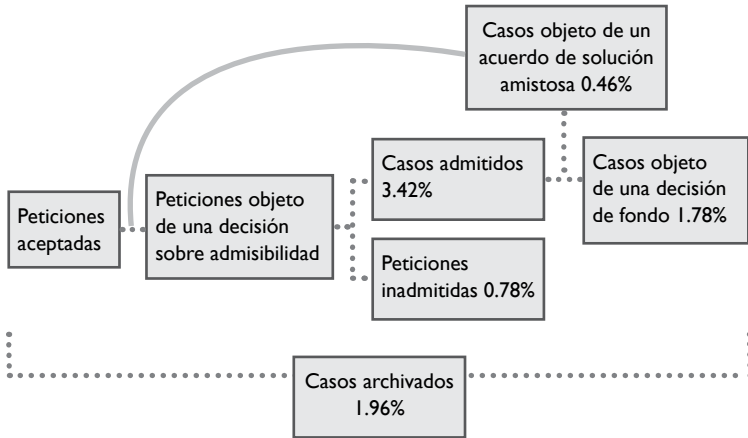 Casos objeto de un
acuerdo de solución
amistosa 0.46%
Casos admitidos
3.42%
Casos objeto
de una decisión
de fondo 1.78%
Peticiones
aceptadas
Peticiones objeto
de una decisión
sobre admisibilidad
Peticiones
inadmitidas 0.78%
Casos archivados
1.96%